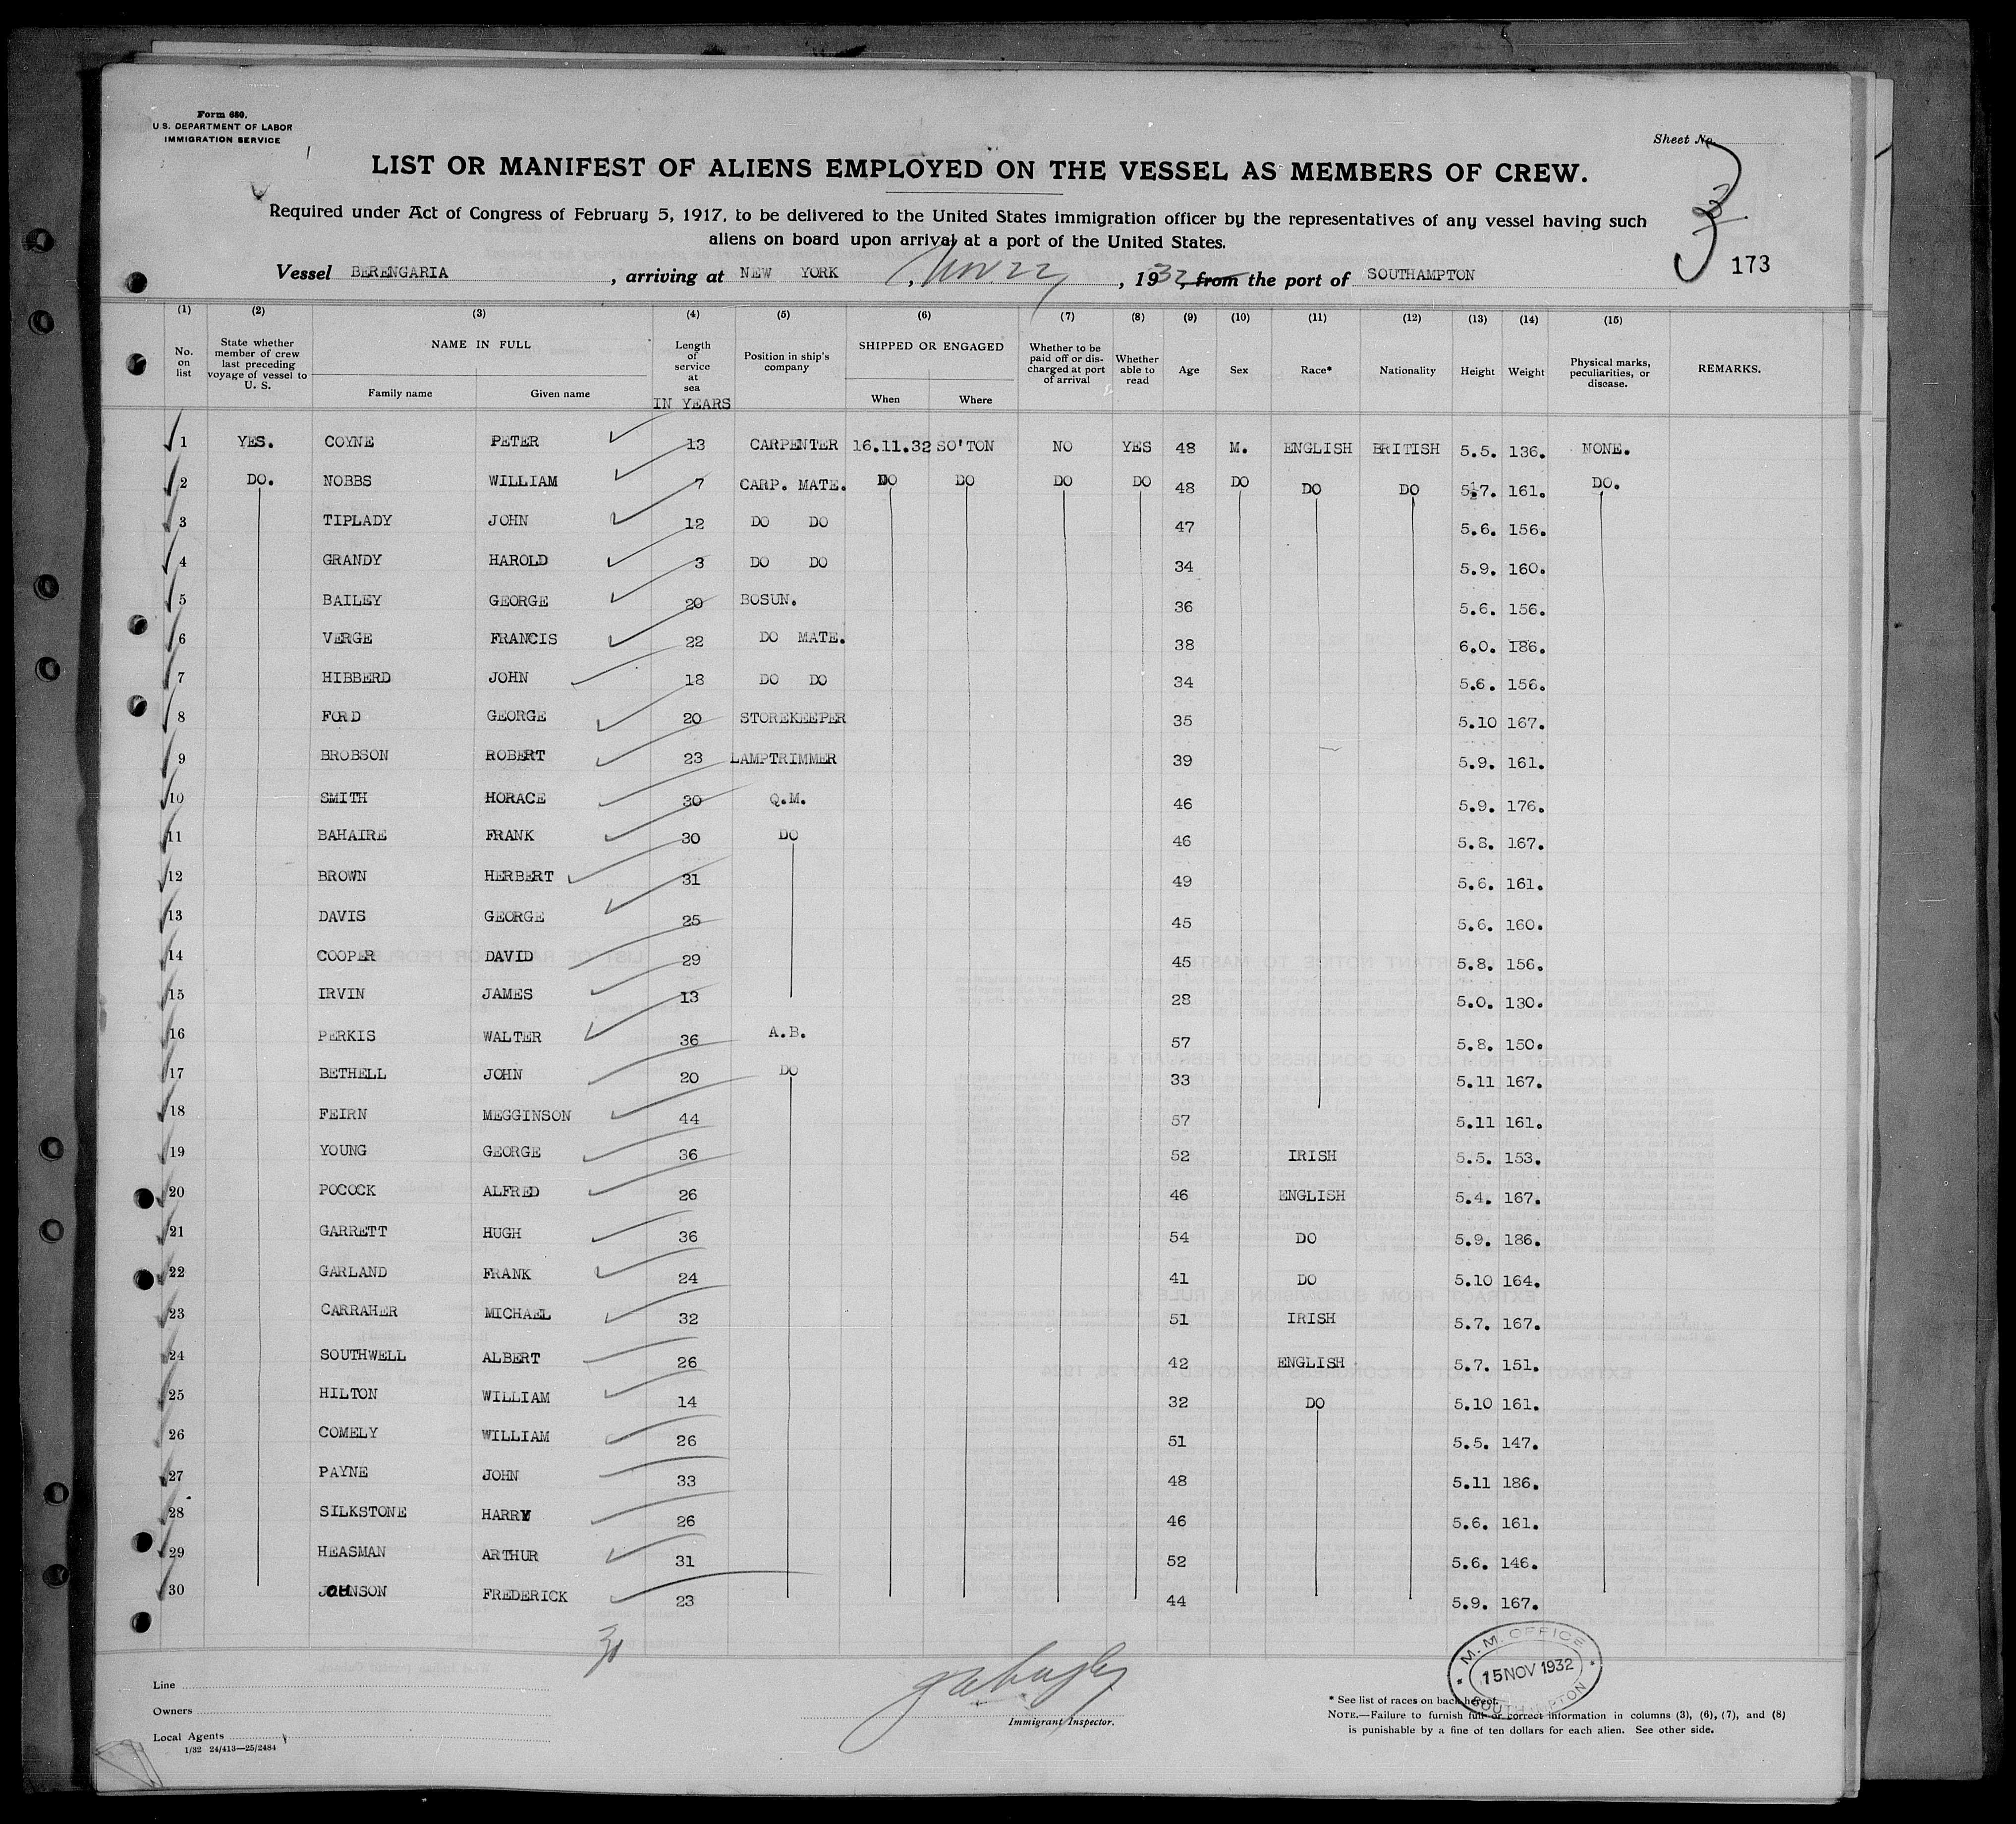 Form 680.
U. S. DEPARTMENT OF LABOR
IMMIGRATION SERVICE
Sheet No.
LIST OR MANIFEST OF ALIENS EMPLOYED ON THE VESSEL AS MEMBERS OF CREW.
Required under Act of Congress of February 5, 1917, to be delivered to the United States immigration officer by the representatives of any vessel having such
aliens on board upon arrival at a port of the United States.
Vessel BERENGARIA, arriving at NEW YORK, Nov. 22, 1932, from the port of SOUTHAMPTON
173
(1) (2) (3) (4) (5) (6) (7) (8) (9) (10) (11) (12) (13) (14) (15)
No. on list State whether member of crew last preceding voyage of vessel to U. S. NAME IN FULL Family name Given name Length of service at sea IN YEARS Position in ship's company SHIPPED OR ENGAGED When Where Whether to be paid off or discharged at port of arrival Whether able to read Age Sex Race* Nationality Height Weight Physical marks, peculiarities, or disease. REMARKS.
1 YES. COYNE PETER 13 CARPENTER 16.11.32 SO'TON NO YES 48 M. ENGLISH BRITISH 5.5. 136. NONE.
2 DO. NOBBS WILLIAM 7 CARP. MATE. DO DO DO DO 48 DO DO DO 5½7. 161. DO.
3 TIPLADY JOHN 12 DO DO 47 5.6. 156.
4 GRANDY HAROLD 3 DO DO 34 5.9. 160.
5 BAILEY GEORGE 20 BOSUN. 36 5.6. 156.
6 VERGE FRANCIS 22 DO MATE. 38 6.0. 186.
7 HIBBERD JOHN 18 DO DO 34 5.6. 156.
8 FORD GEORGE 20 STOREKEEPER 35 5.10 167.
9 BROBSON ROBERT 23 LAMPTRIMMER 39 5.9. 161.
10 SMITH HORACE 30 Q.M. 46 5.9. 176.
11 BAHAIRE FRANK 30 DO 46 5.8. 167.
12 BROWN HERBERT 31 49 5.6. 161.
13 DAVIS GEORGE 25 45 5.6. 160.
14 COOPER DAVID 29 45 5.8. 156.
15 IRVIN JAMES 13 28 5.0. 130.
16 PERKIS WALTER 36 A.B. 57 5.8. 150.
17 BETHELL JOHN 20 DO 33 5.11 167.
18 FEIRN MEGGINSON 44 57 5.11 161.
19 YOUNG GEORGE 36 52 IRISH 5.5. 153.
20 POCOCK ALFRED 26 46 ENGLISH 5.4. 167.
21 GARRETT HUGH 36 54 DO 5.9. 186.
22 GARLAND FRANK 24 41 DO 5.10 164.
23 CARRAHER MICHAEL 32 51 IRISH 5.7. 167.
24 SOUTHWELL ALBERT 26 42 ENGLISH 5.7. 151.
25 HILTON WILLIAM 14 32 DO 5.10 161.
26 COMELY WILLIAM 26 51 5.5. 147.
27 PAYNE JOHN 33 48 5.11 186.
28 SILKSTONE HARRY 26 46 5.6. 161.
29 HEASMAN ARTHUR 31 52 5.6. 146.
30 FREDERICK 23 44 5.9. 167.
30
Line
Owners
Local Agents
1/32 24/413—25/2484
Immigrant Inspector.
M. M. OFFICE
15 NOV 1932
SOUTHAMPTON
* See list of races on back hereof.
NOTE.—Failure to furnish full or correct information in columns (3), (6), (7), and (8)
is punishable by a fine of ten dollars for each alien. See other side.